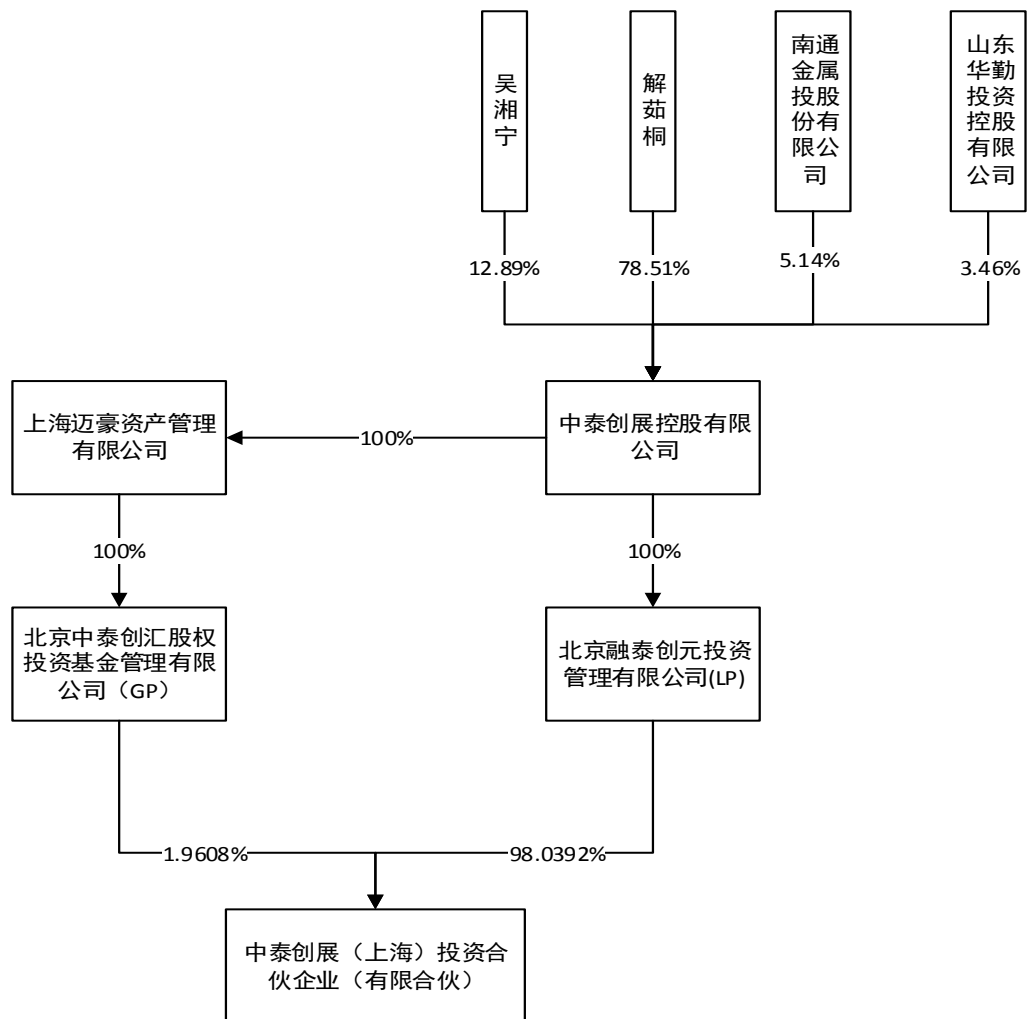 吴
湘
宁
解
茹
桐
南通
金属
投股
份有
限公
司
山东
华勤
投资
控股
有限
公司
12.89%
78.51%
5.14%
3.46%
上海迈豪资产管理
有限公司
100%
中泰创展控股有限
公司
100%
100%
北京中泰创汇股权
投资基金管理有限
公司（GP）
北京融泰创元投资
管理有限公司(LP)
1.9608%
98.0392%
中泰创展（上海）投资合
伙企业（有限合伙）